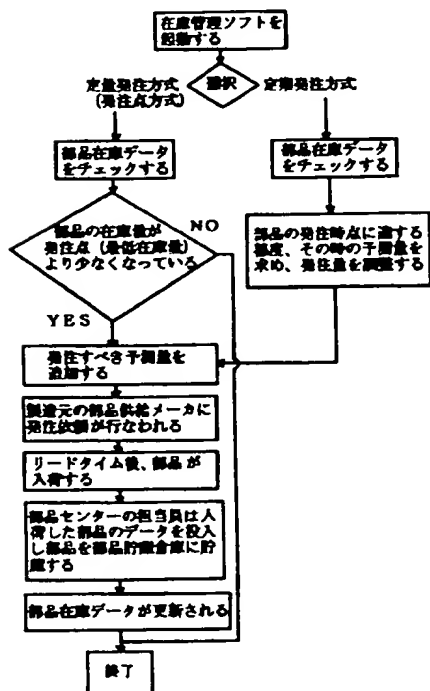 在庫管理ソフトを
起動する
選択
定量発注方式
(発注点方式)
定期発注方式
部品在庫データ
をチェックする
部品在庫データ
をチェックする
部品の在庫量が
発注点(最低在庫量)
より少なくなっている
NO
YES
部品の発注時点に達する
都度、その時の予測量を
求め、発注量を調整する
発注すべき予測量を
追加する
製造元の部品供給メーカに
発注依頼が行なわれる
リードタイム後、部品が
入荷する
部品センターの担当員は入
荷した部品のデータを投入
し部品を部品貯蔵倉庫に貯
蔵する
部品在庫データが更新される
終了